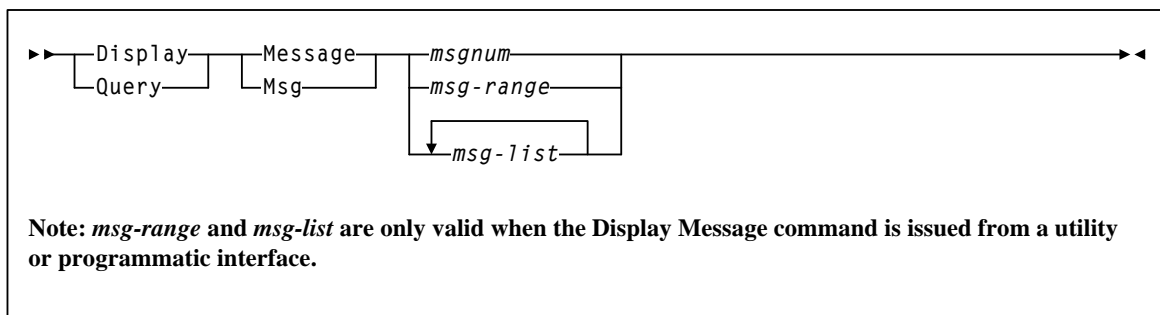 Display Message msgnum
Query Msg msg-range
msg-list
Note: msg-range and msg-list are only valid when the Display Message command is issued from a utility
or programmatic interface.